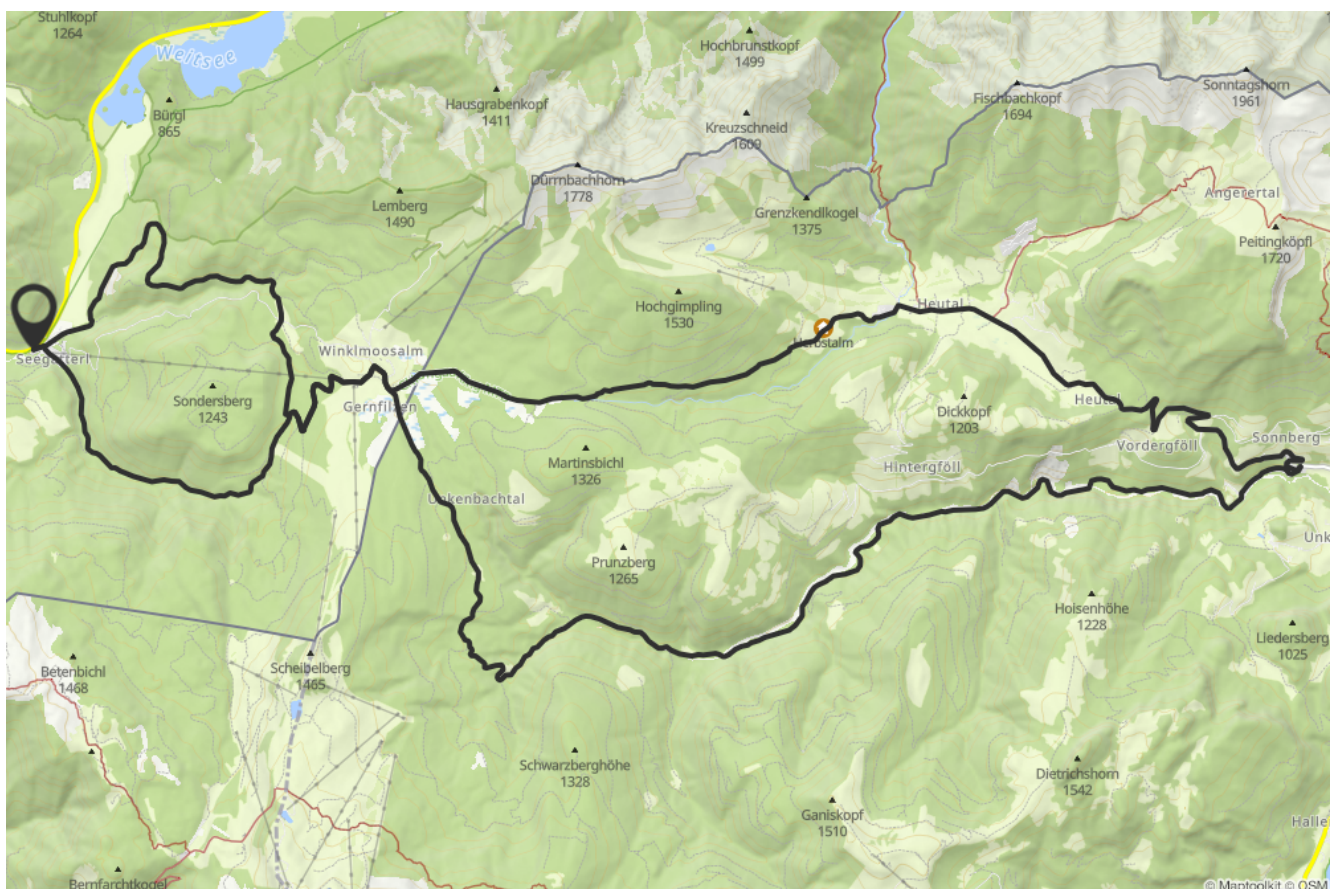 Stuhlkopf
1264
Weitsee
Bürgl
865
Hausgrabenkopf
1411
Hochbrunstkopf
1499
Kreuzschneid
1609
Fischbachkopf
1694
Sonntagshorn
1961
Dürrnbachhorn
1778
Lemberg
1490
Grenzkendlkogel
1375
Angerertal
Peitingköpfl
1720
Hochgimpling
1530
Heutal
Herbstalm
Seegatterl
Winklmoosalm
Sondersberg
1243
Gernfilzen
Dickkopf
1203
Heutal
Vordergföll
Sonnberg
Martinsbichl
1326
Hintergföll
Unkenbachtal
Unk
Prunzberg
1265
Hoisenhöhe
1228
Liedersberg
1025
Betenbichl
1468
Scheibelberg
1465
Schwarzberghöhe
1328
Dietrichshorn
1542
Ganiskopf
1510
Halle
Bernfarchtkogel
© Maptoolkit © OSM